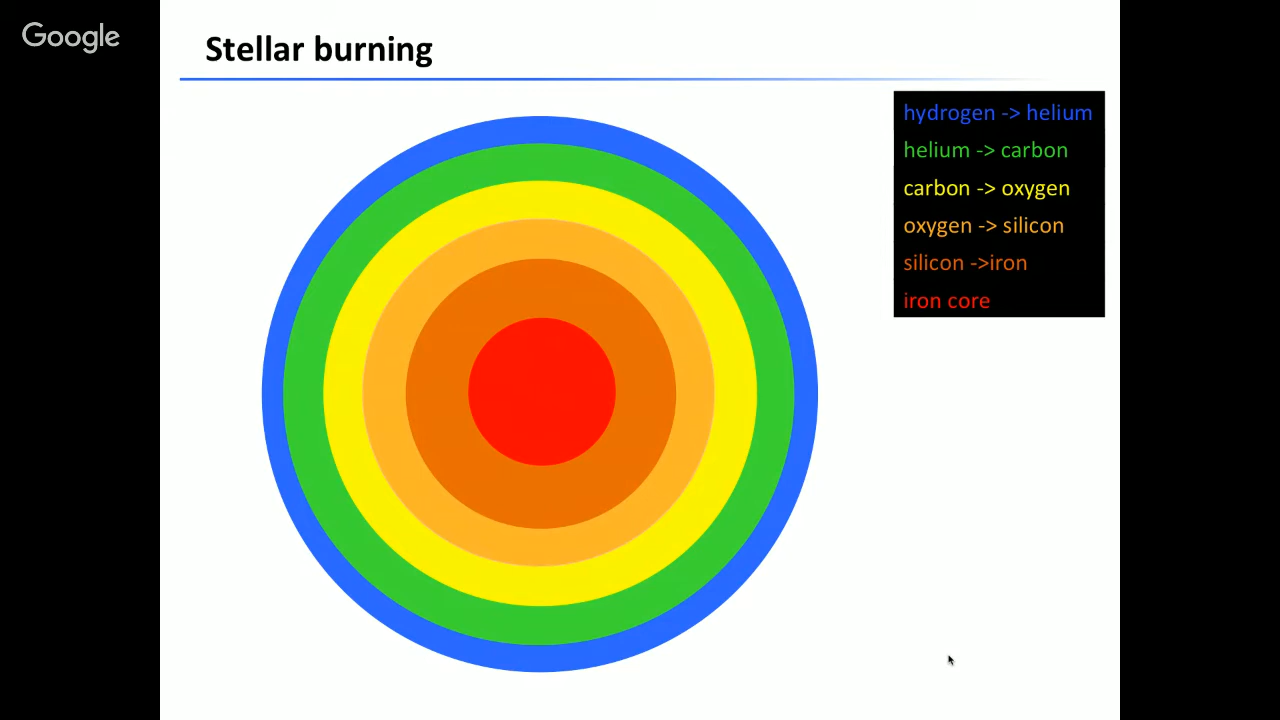 Google
Stellar burning
hydrogen -> helium
helium -> carbon
carbon -> oxygen
oxygen -> silicon
silicon ->iron
iron core